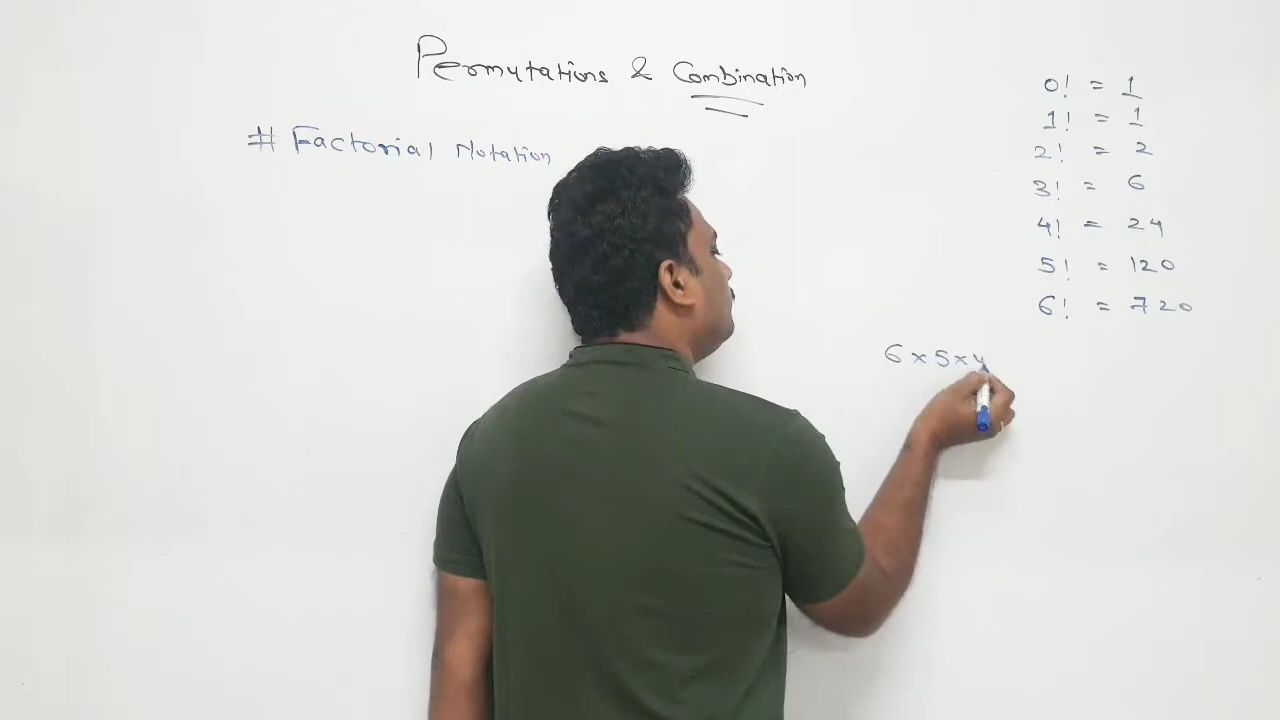 Permutations & Combination
# Factorial Notation
0! = 1
1! = 1
2! = 2
3! = 6
4! = 24
5! = 120
6! = 720
6 × 5 × 4